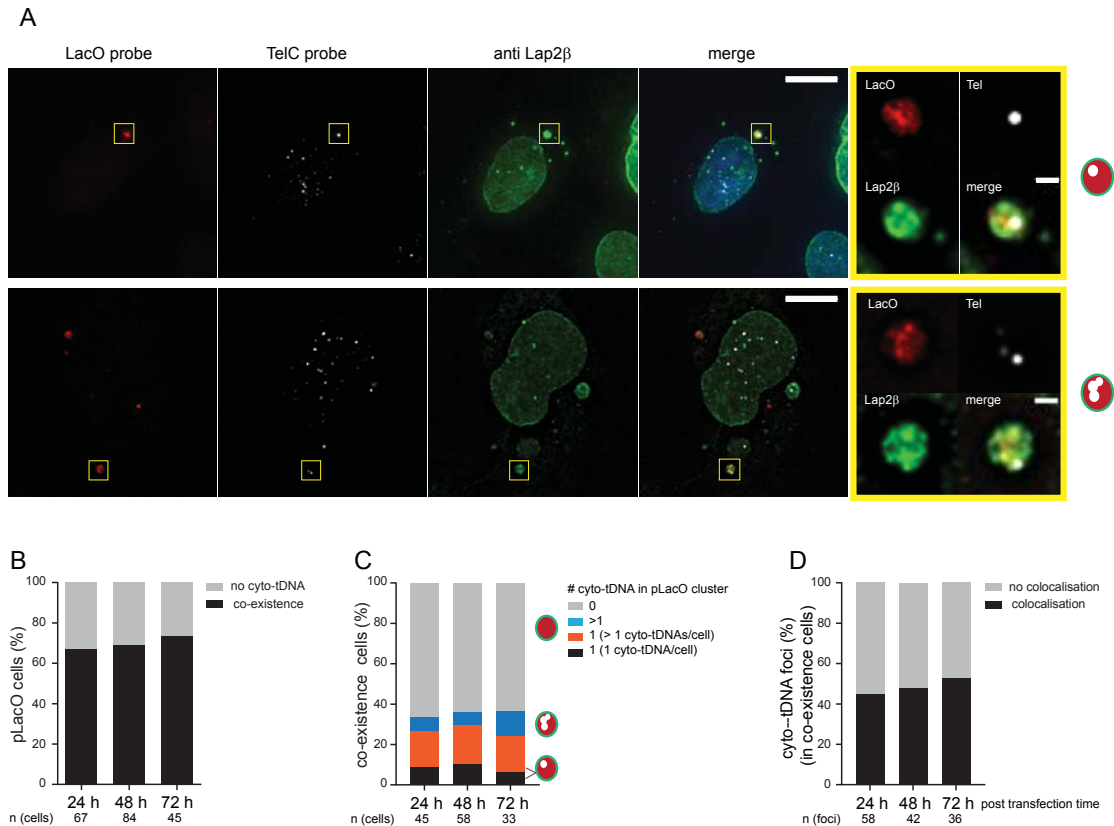 A
LacO probe TelC probe anti Lap2β merge
LacO Tel
Lap2β merge
LacO Tel
Lap2β merge
B
100
80
60
40
20
0
pLacO cells (%)
no cyto-tDNA
co-existence
24 h 48 h 72 h
n (cells) 67 84 45
C
100
80
60
40
20
0
co-existence cells (%)
# cyto-tDNA in pLacO cluster
0
>1
1 (> 1 cyto-tDNAs/cell)
1 (1 cyto-tDNA/cell)
24 h 48 h 72 h
n (cells) 45 58 33
D
100
80
60
40
20
0
cyto--tDNA foci (%)
(in co-existence cells)
no colocalisation
colocalisation
24 h 48 h 72 h post transfection time
n (foci) 58 42 36